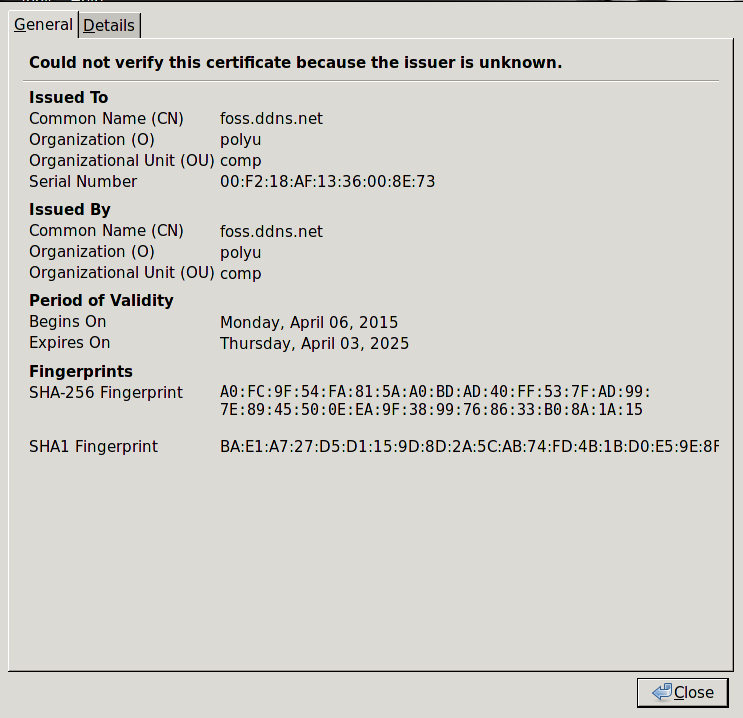 General Details
Could not verify this certificate because the issuer is unknown.
Issued To
Common Name (CN) foss.ddns.net
Organization (O) polyu
Organizational Unit (OU) comp
Serial Number 00:F2:18:AF:13:36:00:8E:73
Issued By
Common Name (CN) foss.ddns.net
Organization (O) polyu
Organizational Unit (OU) comp
Period of Validity
Begins On Monday, April 06, 2015
Expires On Thursday, April 03, 2025
Fingerprints
SHA-256 Fingerprint A0:FC:9F:54:FA:81:5A:A0:BD:AD:40:FF:53:7F:AD:99:
7E:89:45:50:0E:EA:9F:38:99:76:86:33:B0:8A:1A:15
SHA1 Fingerprint BA:E1:A7:27:D5:D1:15:9D:8D:2A:5C:AB:74:FD:4B:1B:D0:E5:9E:8F
Close